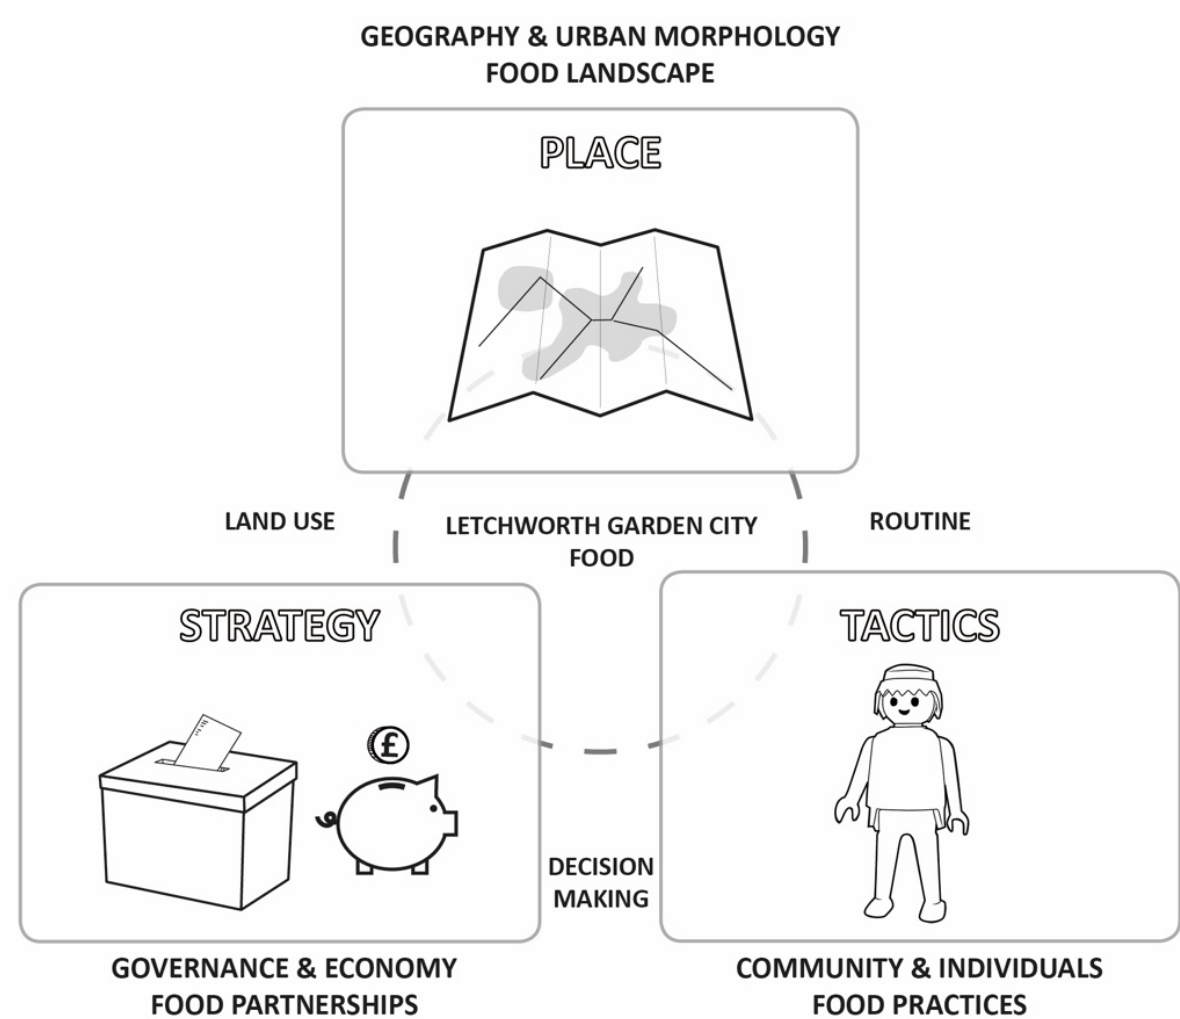 GEOGRAPHY & URBAN MORPHOLOGY
FOOD LANDSCAPE
PLACE
LAND USE
LETCHWORTH GARDEN CITY
FOOD
ROUTINE
STRATEGY
TACTICS
£
DECISION
MAKING
GOVERNANCE & ECONOMY
FOOD PARTNERSHIPS
COMMUNITY & INDIVIDUALS
FOOD PRACTICES